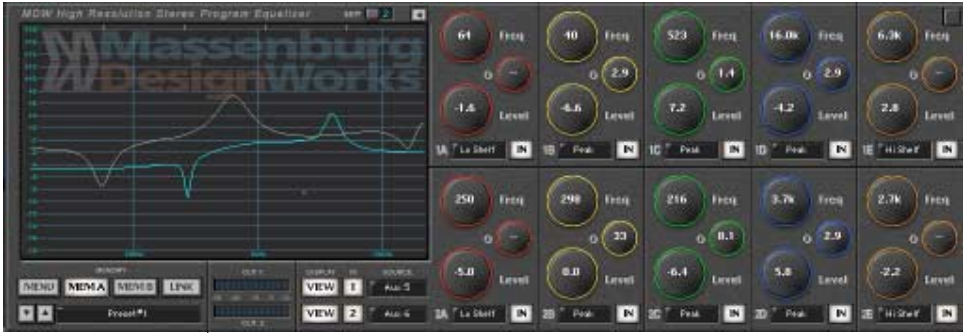 MDW High Resolution Stereo Program Equalizer
2
Massenburg
DesignWorks
MENU MEM A MEM B LINK
Preset#1
DISPLAY IN SOURCE
VIEW 1 Aux 5
VIEW 2 Aux 6
64 Freq
Q --
-1.6 Level
1A Lo Shelf IN
40 Freq
Q 2.9
-6.6 Level
1B Peak IN
523 Freq
1.4
7.2 Level
1C Peak IN
16.0k Freq
Q 2.9
-4.2 Level
1D Peak IN
6.3k Freq
Q --
2.8 Level
1E Hi Shelf IN
250 Freq
Q --
-5.0 Level
2A Lo Shelf IN
298 Freq
Q 33
0.0 Level
2B Peak IN
216 Freq
Q 8.1
-6.4 Level
2C Peak IN
3.7k Freq
Q 2.9
5.8 Level
2D Peak IN
2.7k Freq
Q --
-2.2 Level
2E Hi Shelf IN